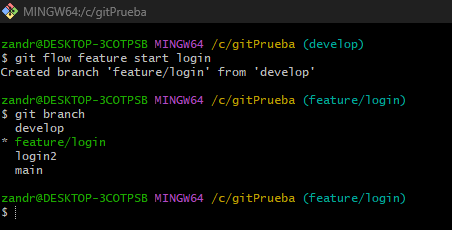 MINGW64:/c/gitPrueba
zandr@DESKTOP-3COTPSB MINGW64 /c/gitPrueba (develop)
$ git flow feature start login
Created branch 'feature/login' from 'develop'
zandr@DESKTOP-3COTPSB MINGW64 /c/gitPrueba (feature/login)
$ git branch
  develop
* feature/login
  login2
  main
zandr@DESKTOP-3COTPSB MINGW64 /c/gitPrueba (feature/login)
$